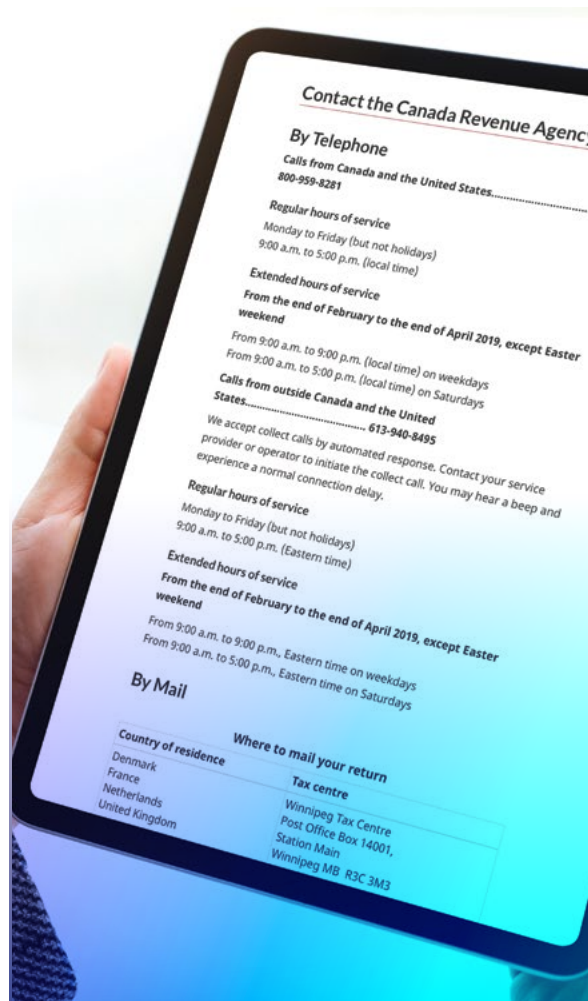 Contact the Canada Revenue Agency
By Telephone
Calls from Canada and the United States..............................
800-959-8281
Regular hours of service
Monday to Friday (but not holidays)
9:00 a.m. to 5:00 p.m. (local time)
Extended hours of service
From the end of February to the end of April 2019, except Easter
weekend
From 9:00 a.m. to 9:00 p.m. (local time) on weekdays
From 9:00 a.m. to 5:00 p.m. (local time) on Saturdays
Calls from outside Canada and the United
States...................................... 613-940-8495
We accept collect calls by automated response. Contact your service
provider or operator to initiate the collect call. You may hear a beep and
experience a normal connection delay.
Regular hours of service
Monday to Friday (but not holidays)
9:00 a.m. to 5:00 p.m. (Eastern time)
Extended hours of service
From the end of February to the end of April 2019, except Easter
weekend
From 9:00 a.m. to 9:00 p.m., Eastern time on weekdays
From 9:00 a.m. to 5:00 p.m., Eastern time on Saturdays
By Mail
Where to mail your return
Country of residence
Tax centre
Denmark
France
Netherlands
United Kingdom
Winnipeg Tax Centre
Post Office Box 14001,
Station Main
Winnipeg MB R3C 3M3